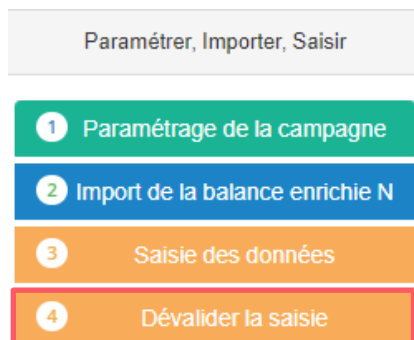 Paramétrer, Importer, Saisir
1 Paramétrage de la campagne
2 Import de la balance enrichie N
3 Saisie des données
4 Dévalider la saisie